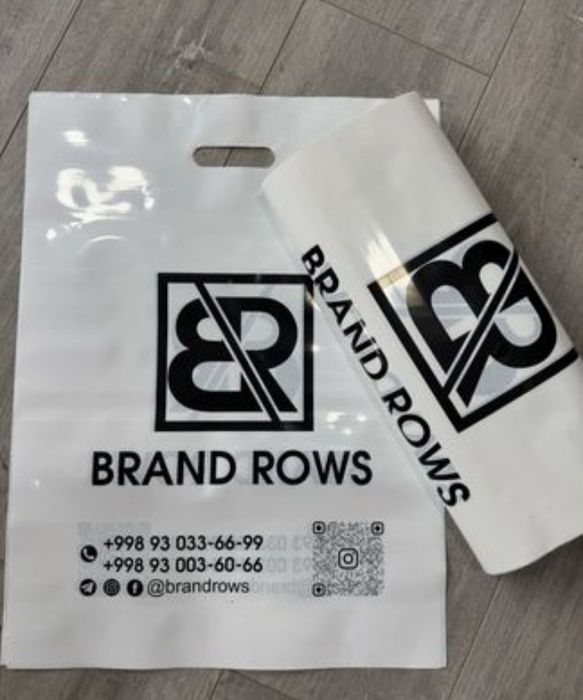 BR
BRAND ROWS
+998 93 033-66-99
+998 93 003-60-66
@brandrows
BR
BRAND ROWS